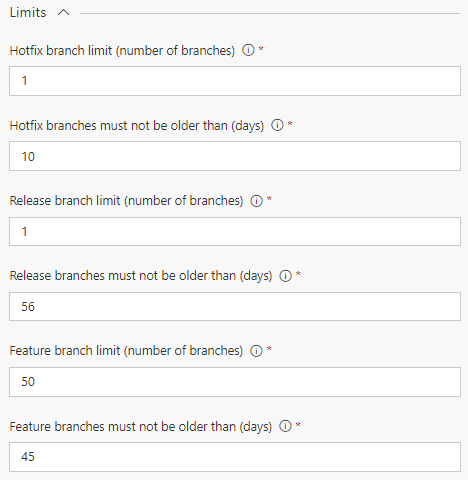 Limits
Hotfix branch limit (number of branches) *
1
Hotfix branches must not be older than (days) *
10
Release branch limit (number of branches) *
1
Release branches must not be older than (days) *
56
Feature branch limit (number of branches) *
50
Feature branches must not be older than (days) *
45